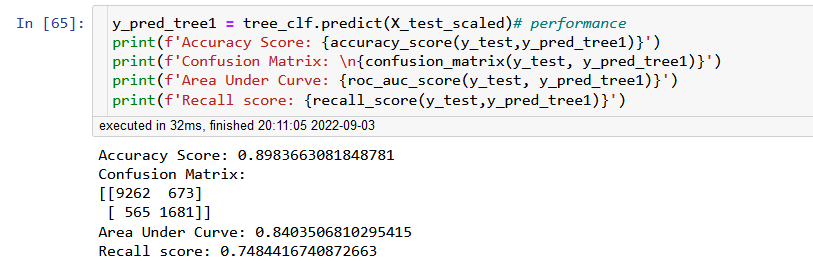 In [65]: y_pred_tree1 = tree_clf.predict(X_test_scaled)# performance
print(f'Accuracy Score: {accuracy_score(y_test,y_pred_tree1)}')
print(f'Confusion Matrix: \n{confusion_matrix(y_test, y_pred_tree1)}')
print(f'Area Under Curve: {roc_auc_score(y_test, y_pred_tree1)}')
print(f'Recall score: {recall_score(y_test,y_pred_tree1)}')
executed in 32ms, finished 20:11:05 2022-09-03
Accuracy Score: 0.8983663081848781
Confusion Matrix:
[[9262  673]
 [ 565 1681]]
Area Under Curve: 0.8403506810295415
Recall score: 0.7484416740872663